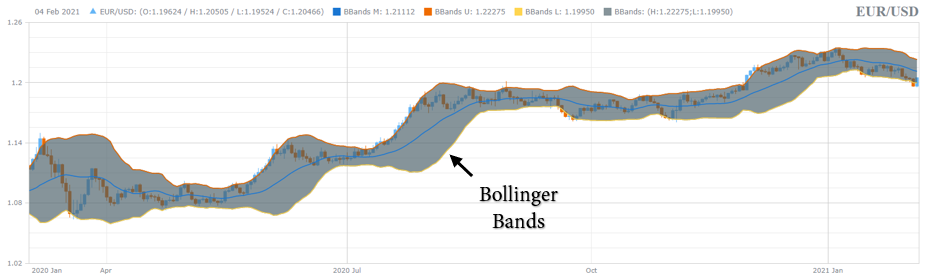 04 Feb 2021 EUR/USD: (O:1.19624 / H:1.20505 / L:1.19524 / C:1.20466) BBands M: 1.21112 BBands U: 1.22275 BBands L: 1.19950 BBands: (H:1.22275;L:1.19950) EUR/USD
1.26
1.2
1.14
1.08
1.02
Bollinger
Bands
2020 Jan Apr 2020 Jul Oct 2021 Jan